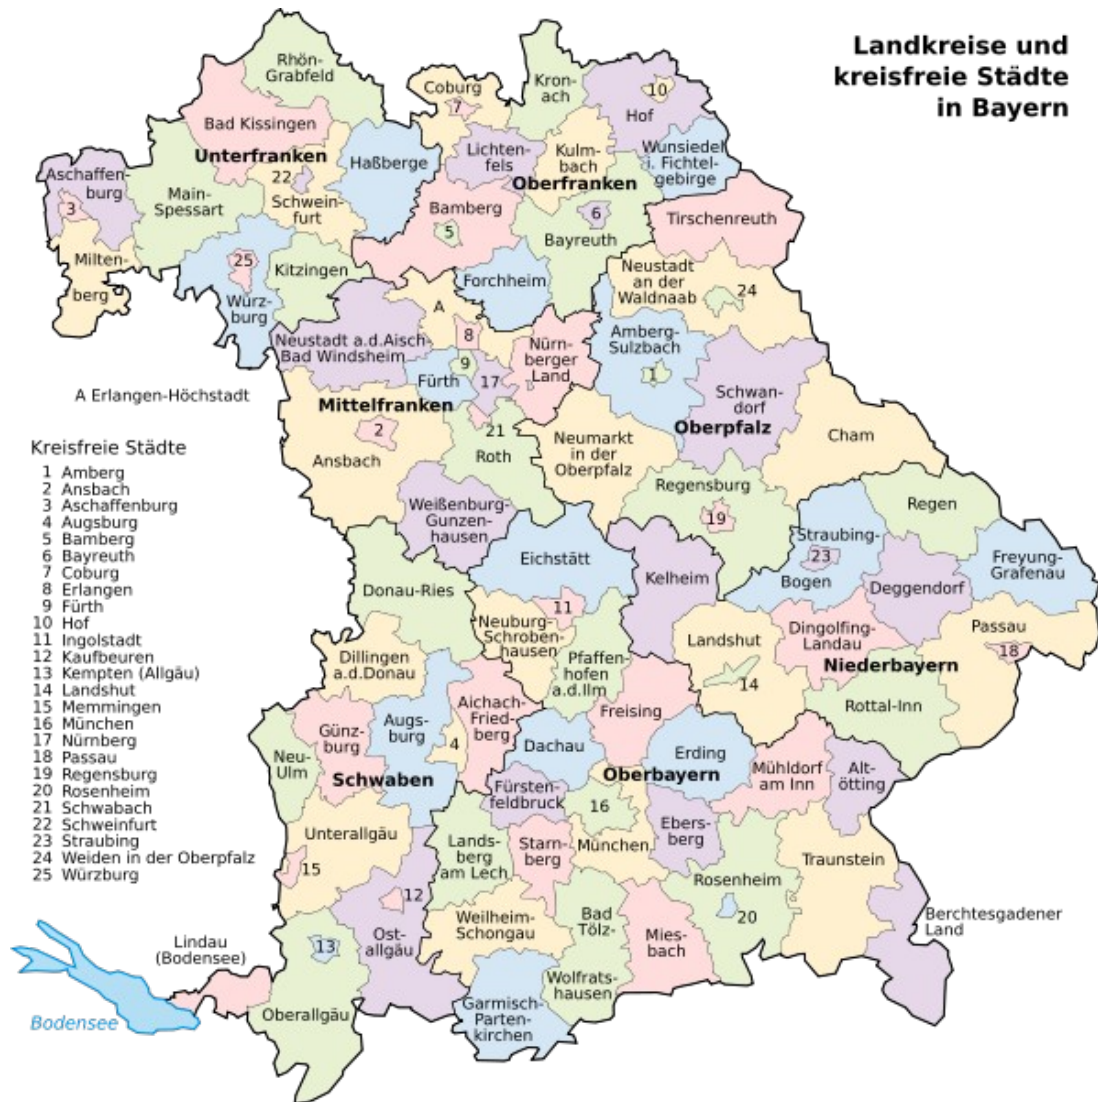 Landkreise und
kreisfreie Städte
in Bayern
Rhön-
Grabfeld
Coburg
7
Kron-
ach
10
Hof
Bad Kissingen
Unterfranken
Haßberge
Lichten-
fels
Kulm-
bach
Wunsiedel
i. Fichtel-
gebirge
Oberfranken
Aschaffen-
burg
3
Main-
Spessart
22
Schwein-
furt
Bamberg
5
6
Bayreuth
Tirschenreuth
Milten-
berg
25
Würz-
burg
Kitzingen
Forchheim
Neustadt
an der
Waldnaab
24
A
8
Neustadt a.d.Aisch-
Bad Windsheim
9
Fürth
17
Nürn-
berger
Land
Amberg-
Sulzbach
1
Schwan-
dorf
Oberpfalz
A Erlangen-Höchstadt
Mittelfranken
2
Ansbach
21
Roth
Neumarkt
in der
Oberpfalz
Cham
Kreisfreie Städte
1 Amberg
2 Ansbach
3 Aschaffenburg
4 Augsburg
5 Bamberg
6 Bayreuth
7 Coburg
8 Erlangen
9 Fürth
10 Hof
11 Ingolstadt
12 Kaufbeuren
13 Kempten (Allgäu)
14 Landshut
15 Memmingen
16 München
17 Nürnberg
18 Passau
19 Regensburg
20 Rosenheim
21 Schwabach
22 Schweinfurt
23 Straubing
24 Weiden in der Oberpfalz
25 Würzburg
Weißenburg-
Gunzen-
hausen
Regensburg
19
Regen
Straubing-
23
Bogen
Freyung-
Grafenau
Eichstätt
Kelheim
Deggendorf
Donau-Ries
11
Neuburg-
Schroben-
hausen
Landshut
14
Dingolfing-
Landau
Passau
18
Niederbayern
Dillingen
a.d.Donau
Pfaffen-
hofen
a.d.Ilm
Rottal-Inn
Aichach-
Fried-
berg
Freising
Günz-
burg
Augs-
burg
4
Neu-
Ulm
Schwaben
Dachau
Erding
Oberbayern
Mühldorf
am Inn
Alt-
ötting
Fürsten-
feldbruck
16
München
Ebers-
berg
Unterallgäu
15
Lands-
berg
am Lech
Starn-
berg
Traunstein
Rosenheim
20
12
Ost-
allgäu
Weilheim-
Schongau
Bad
Tölz-
Wolfrats-
hausen
Mies-
bach
Berchtesgadener
Land
Lindau
(Bodensee)
13
Oberallgäu
Garmisch-
Parten-
kirchen
Bodensee